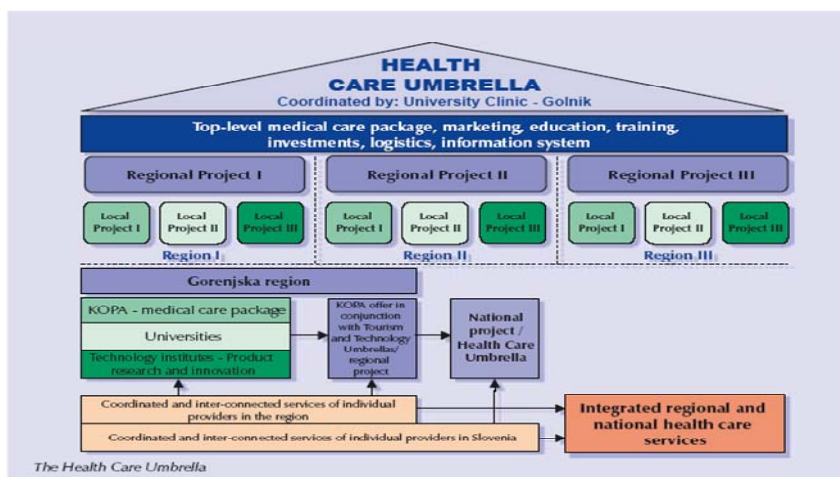 HEALTH
CARE UMBRELLA
Coordinated by: University Clinic - Golnik
Top-level medical care package, marketing, education, training,
investments, logistics, information system
Regional Project I
Regional Project II
Regional Project III
Local
Project I
Local
Project II
Local
Project III
Local
Project I
Local
Project II
Local
Project III
Local
Project I
Local
Project II
Local
Project III
Region I
Region II
Region III
Gorenjska region
KOPA - medical care package
Universities
Technology institutes - Product
research and innovation
KOPA offer in
conjunction with Tourism
and Technology
Umbrellas/
regional
project
National
project /
Health Care
Umbrella
Coordinated and inter-connected services of individual
providers in the region
Coordinated and inter-connected services of individual providers in Slovenia
Integrated regional and
national health care
services
The Health Care Umbrella